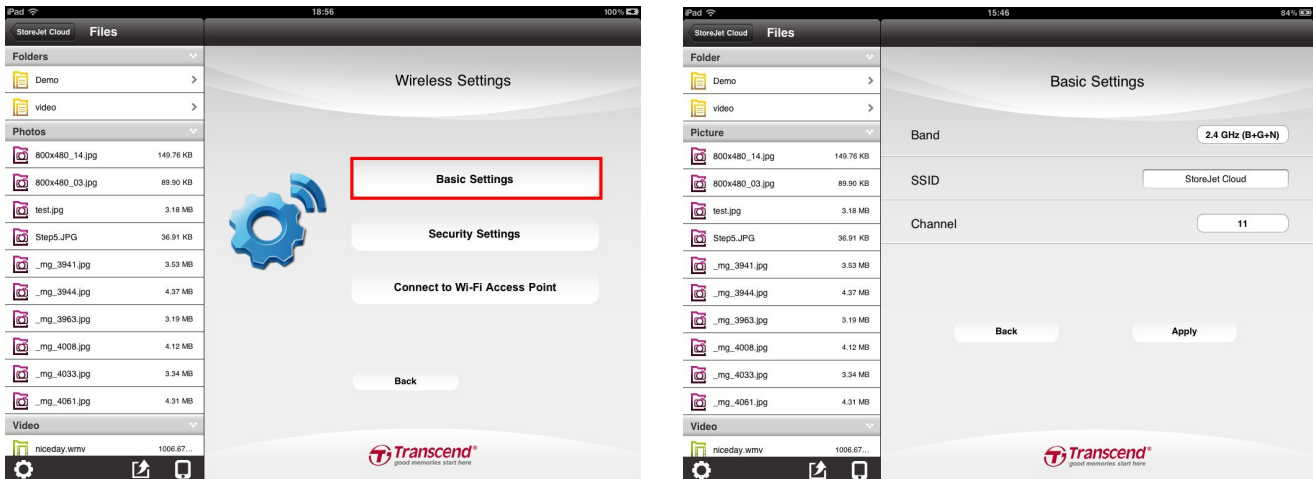 iPad 18:56 100%
StoreJet Cloud Files
Folders
Demo
video
Photos
800x480_14.jpg 149.76 KB
800x480_03.jpg 89.90 KB
test.jpg 3.18 MB
Step5.JPG 36.91 KB
_mg_3941.jpg 3.53 MB
_mg_3944.jpg 4.37 MB
_mg_3963.jpg 3.19 MB
_mg_4008.jpg 4.12 MB
_mg_4033.jpg 3.34 MB
_mg_4061.jpg 4.31 MB
Video
niceday.wmv 1006.67...
Wireless Settings
Basic Settings
Security Settings
Connect to Wi-Fi Access Point
Back
Transcend®
good memories start here
iPad 15:46 84%
StoreJet Cloud Files
Folder
Demo
video
Picture
800x480_14.jpg 149.76 KB
800x480_03.jpg 89.90 KB
test.jpg 3.18 MB
Step5.JPG 36.91 KB
_mg_3941.jpg 3.53 MB
_mg_3944.jpg 4.37 MB
_mg_3963.jpg 3.19 MB
_mg_4008.jpg 4.12 MB
_mg_4033.jpg 3.34 MB
_mg_4061.jpg 4.31 MB
Video
niceday.wmv 1006.67...
Basic Settings
Band 2.4 GHz (B+G+N)
SSID StoreJet Cloud
Channel 11
Back Apply
Transcend®
good memories start here